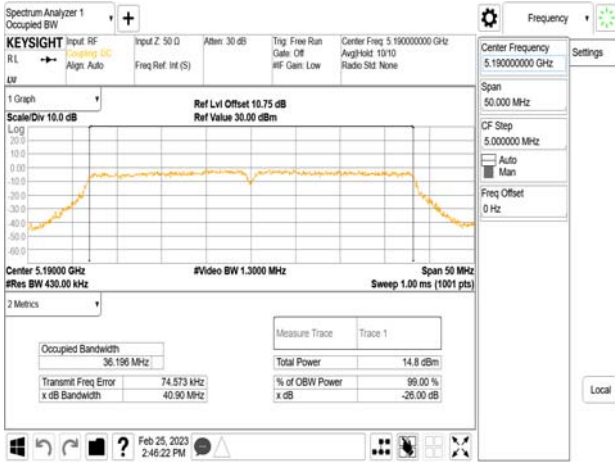 Spectrum Analyzer 1
Occupied BW
Frequency
KEYSIGHT
RL
Input: RF
Coupling: DC
Align: Auto
Input Z: 50 Ω
Freq Ref: Int (S)
Atten: 30 dB
Trig: Free Run
Gate: Off
#IF Gain: Low
Center Freq: 5.190000000 GHz
Avg|Hold: 10/10
Radio Std: None
LXI
1 Graph
Scale/Div 10.0 dB
Ref Lvl Offset 10.75 dB
Ref Value 30.00 dBm
Log
20.0
10.0
0.00
-10.0
-20.0
-30.0
-40.0
-50.0
-60.0
Center 5.19000 GHz
#Res BW 430.00 kHz
#Video BW 1.3000 MHz
Span 50 MHz
Sweep 1.00 ms (1001 pts)
2 Metrics
Measure Trace
Trace 1
Occupied Bandwidth
36.196 MHz
Total Power
14.8 dBm
Transmit Freq Error
74.573 kHz
% of OBW Power
99.00 %
x dB Bandwidth
40.90 MHz
x dB
-26.00 dB
Feb 25, 2023
2:46:22 PM
Center Frequency
5.190000000 GHz
Span
50.000 MHz
CF Step
5.000000 MHz
Auto
Man
Freq Offset
0 Hz
Settings
Local